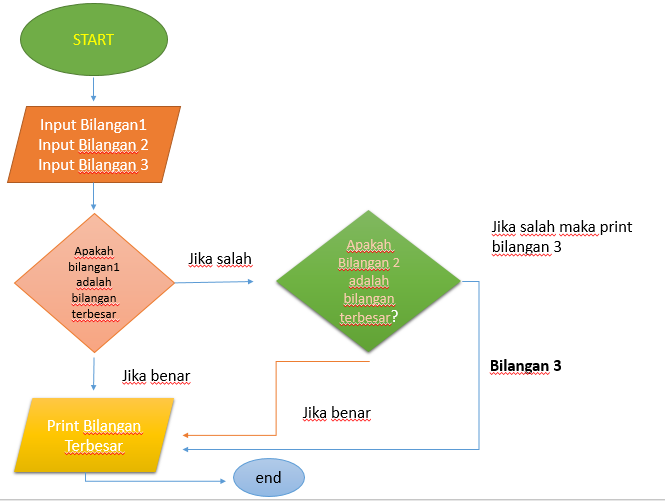 START
Input Bilangan1
Input Bilangan 2
Input Bilangan 3
Apakah
bilangan1
adalah
bilangan
terbesar
Jika salah
Apakah
Bilangan 2
adalah
bilangan
terbesar?
Jika salah maka print
bilangan 3
Jika benar
Bilangan 3
Jika benar
Print Bilangan
Terbesar
end